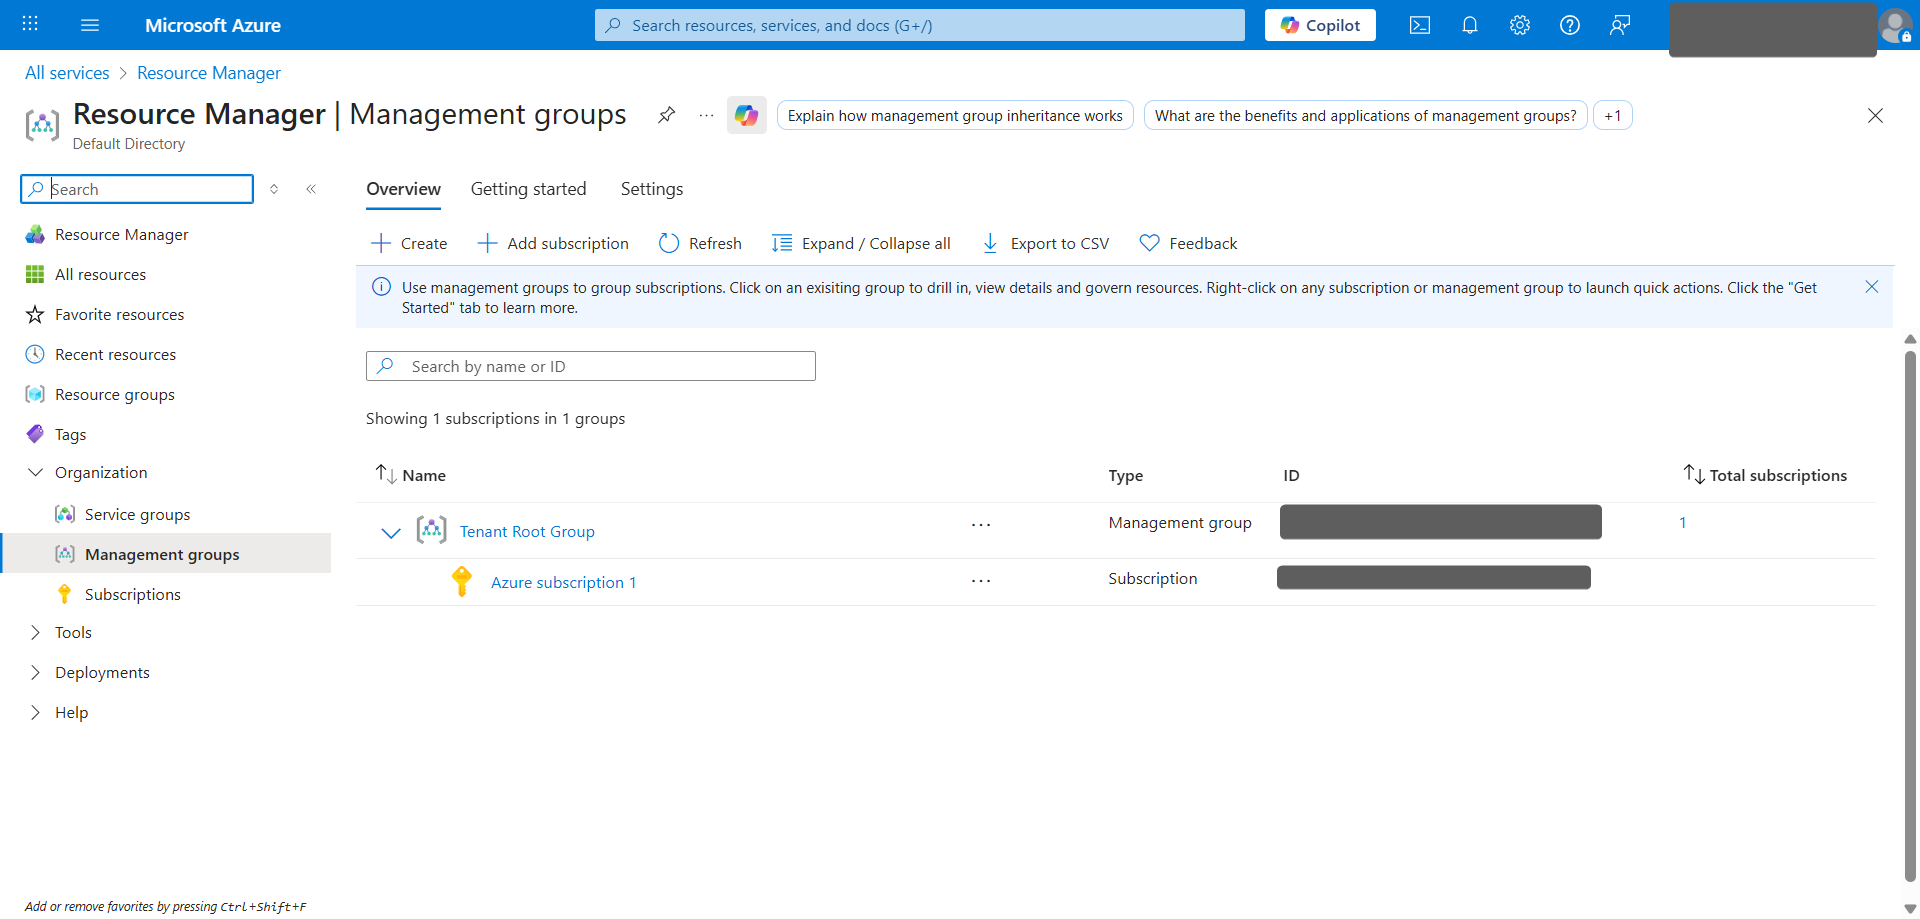 Microsoft Azure
Search resources, services, and docs (G+/)
Copilot
All services > Resource Manager
Resource Manager | Management groups
...
Explain how management group inheritance works
What are the benefits and applications of management groups?
+1
Default Directory
Search
Resource Manager
All resources
Favorite resources
Recent resources
Resource groups
Tags
Organization
Service groups
Management groups
Subscriptions
Tools
Deployments
Help
Add or remove favorites by pressing Ctrl+Shift+F
Overview
Getting started
Settings
Create
Add subscription
Refresh
Expand / Collapse all
Export to CSV
Feedback
Use management groups to group subscriptions. Click on an exisiting group to drill in, view details and govern resources. Right-click on any subscription or management group to launch quick actions. Click the "Get
Started" tab to learn more.
Search by name or ID
Showing 1 subscriptions in 1 groups
Name Type ID Total subscriptions
Tenant Root Group ... Management group 1
Azure subscription 1 ... Subscription